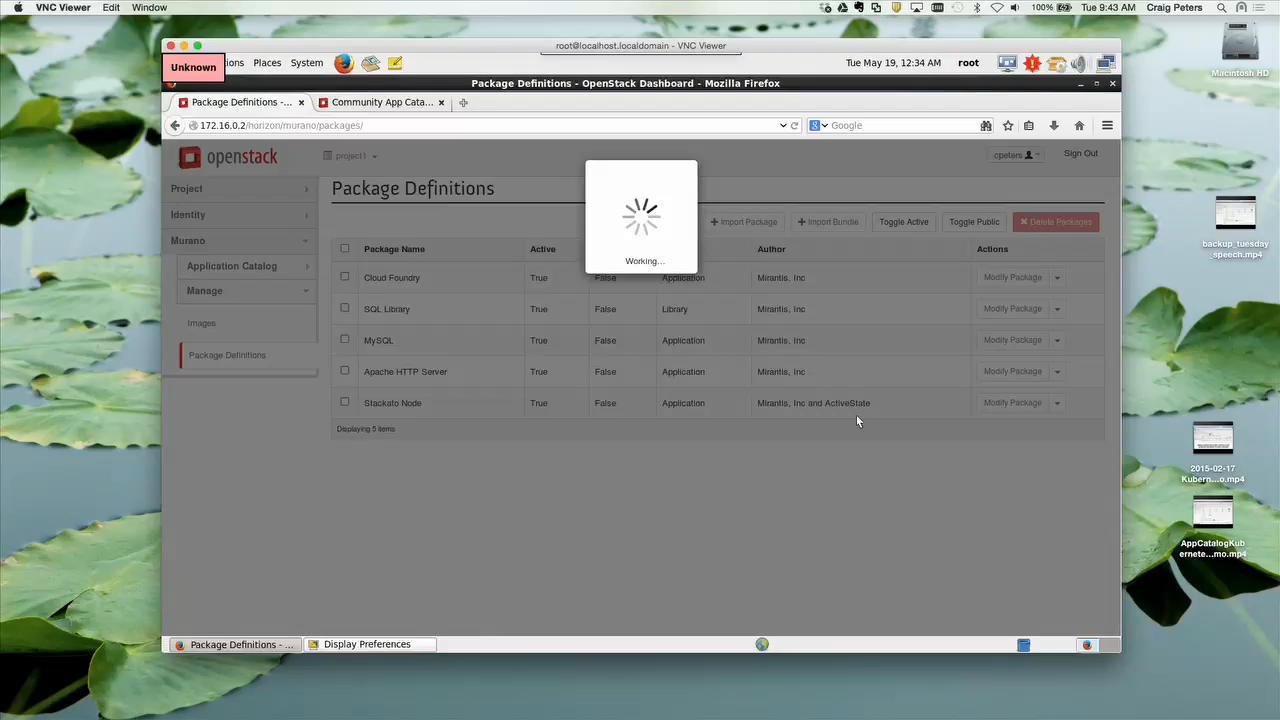 VNC Viewer Edit Window 100% Tue 9:43 AM Craig Peters
root@localhost.localdomain - VNC Viewer
Unknown
Places System Tue May 19, 12:34 AM root
Package Definitions - OpenStack Dashboard - Mozilla Firefox
Package Definitions - ... Community App Cata...
172.16.0.2/horizon/murano/packages/ Google
openstack project1 cpeters Sign Out
Project
Identity
Murano
Application Catalog
Manage
Images
Package Definitions
Package Definitions
Import Package Import Bundle Toggle Active Toggle Public Delete Packages
Package Name Active Author Actions
Cloud Foundry True False Application Mirantis, Inc Modify Package
SQL Library True False Library Mirantis, Inc Modify Package
MySQL True False Application Mirantis, Inc Modify Package
Apache HTTP Server True False Application Mirantis, Inc Modify Package
Stackato Node True False Application Mirantis, Inc and ActiveState Modify Package
Displaying 5 items
Working...
Package Definitions - ... Display Preferences
Macintosh HD
backup_tuesday
_speech.mp4
2015-02-17
Kubern...o.mp4
AppCatalogKub
ernete...mo.mp4